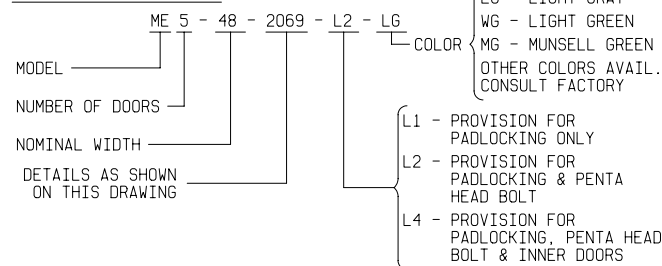 LG - LIGHT GRAY
ME 5 - 48 - 2069 - L2 - LG
WG - LIGHT GREEN
COLOR
MG - MUNSELL GREEN
MODEL
OTHER COLORS AVAIL.
CONSULT FACTORY
NUMBER OF DOORS
L1 - PROVISION FOR
PADLOCKING ONLY
NOMINAL WIDTH
L2 - PROVISION FOR
PADLOCKING & PENTA
HEAD BOLT
DETAILS AS SHOWN
ON THIS DRAWING
L4 - PROVISION FOR
PADLOCKING, PENTA HEAD
BOLT & INNER DOORS